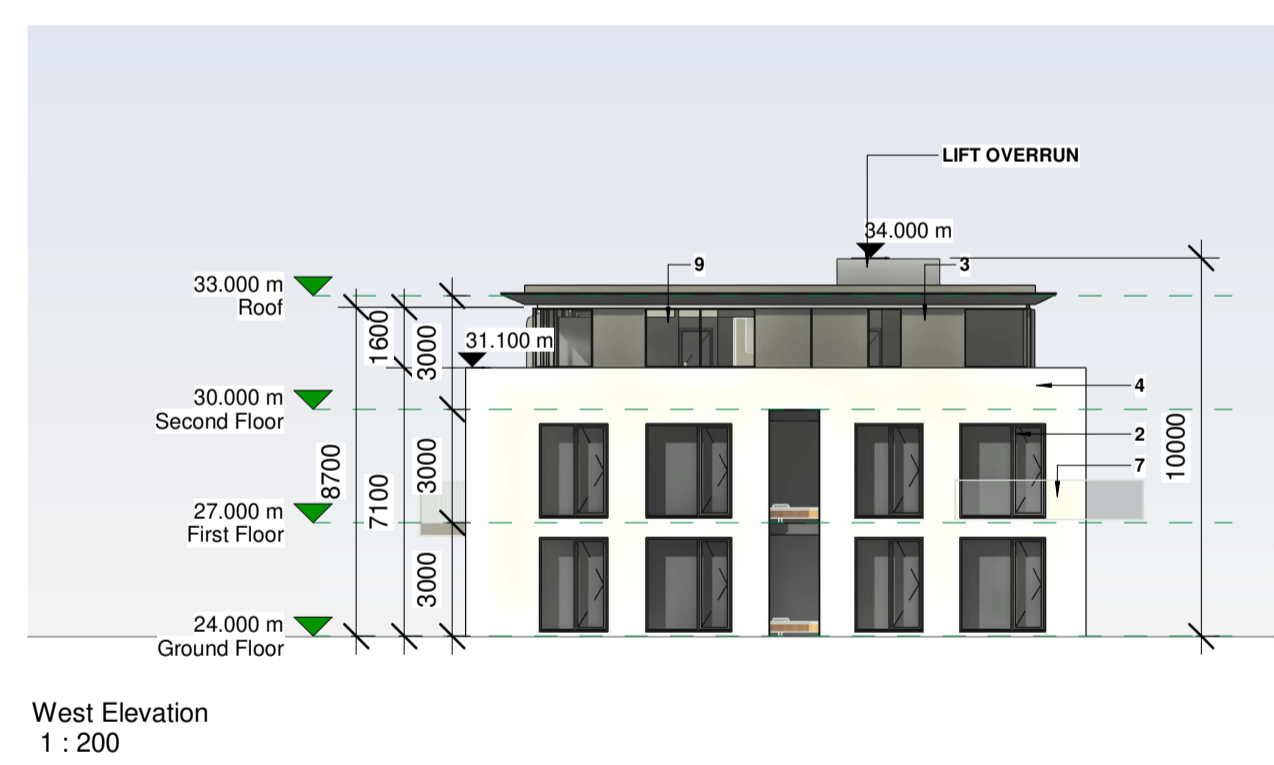 LIFT OVERRUN
34.000 m
9
3
33.000 m
Roof
1600
3000
31.100 m
4
30.000 m
Second Floor
2
10000
8700
7100
3000
7
27.000 m
First Floor
3000
24.000 m
Ground Floor
West Elevation
1 : 200